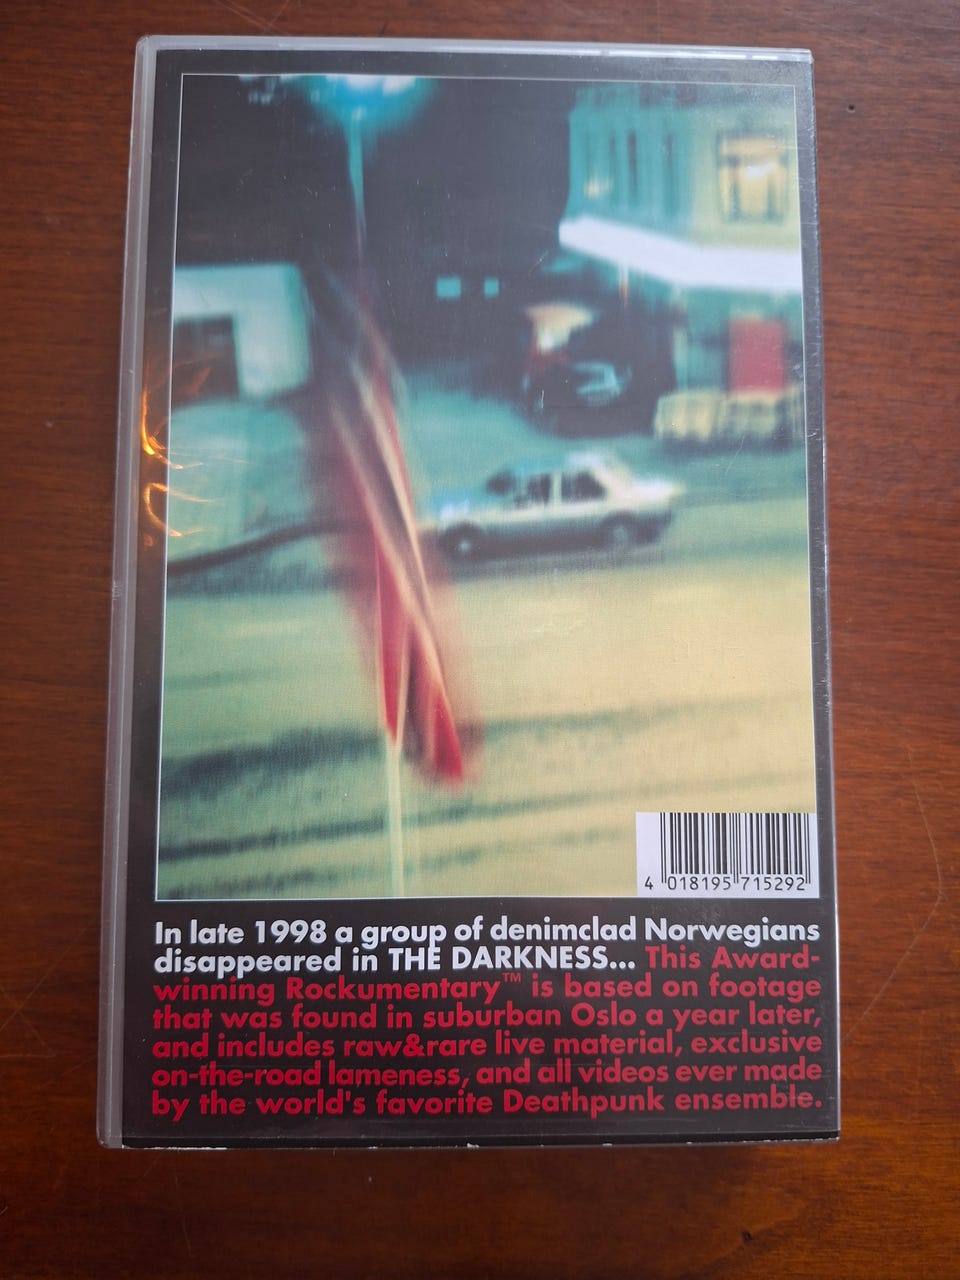 4 018195 715292
In late 1998 a group of denimclad Norwegians
disappeared in THE DARKNESS... This Award-
winning Rockumentary™ is based on footage
that was found in suburban Oslo a year later,
and includes raw&rare live material, exclusive
on-the-road lameness, and all videos ever made
by the world's favorite Deathpunk ensemble.